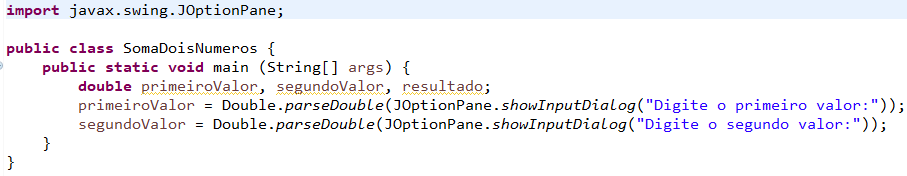 import javax.swing.JOptionPane;
public class SomaDoisNumeros {
public static void main (String[] args) {
double primeiroValor, segundoValor, resultado;
primeiroValor = Double.parseDouble(JOptionPane.showInputDialog("Digite o primeiro valor:"));
segundoValor = Double.parseDouble(JOptionPane.showInputDialog("Digite o segundo valor:"));
}
}